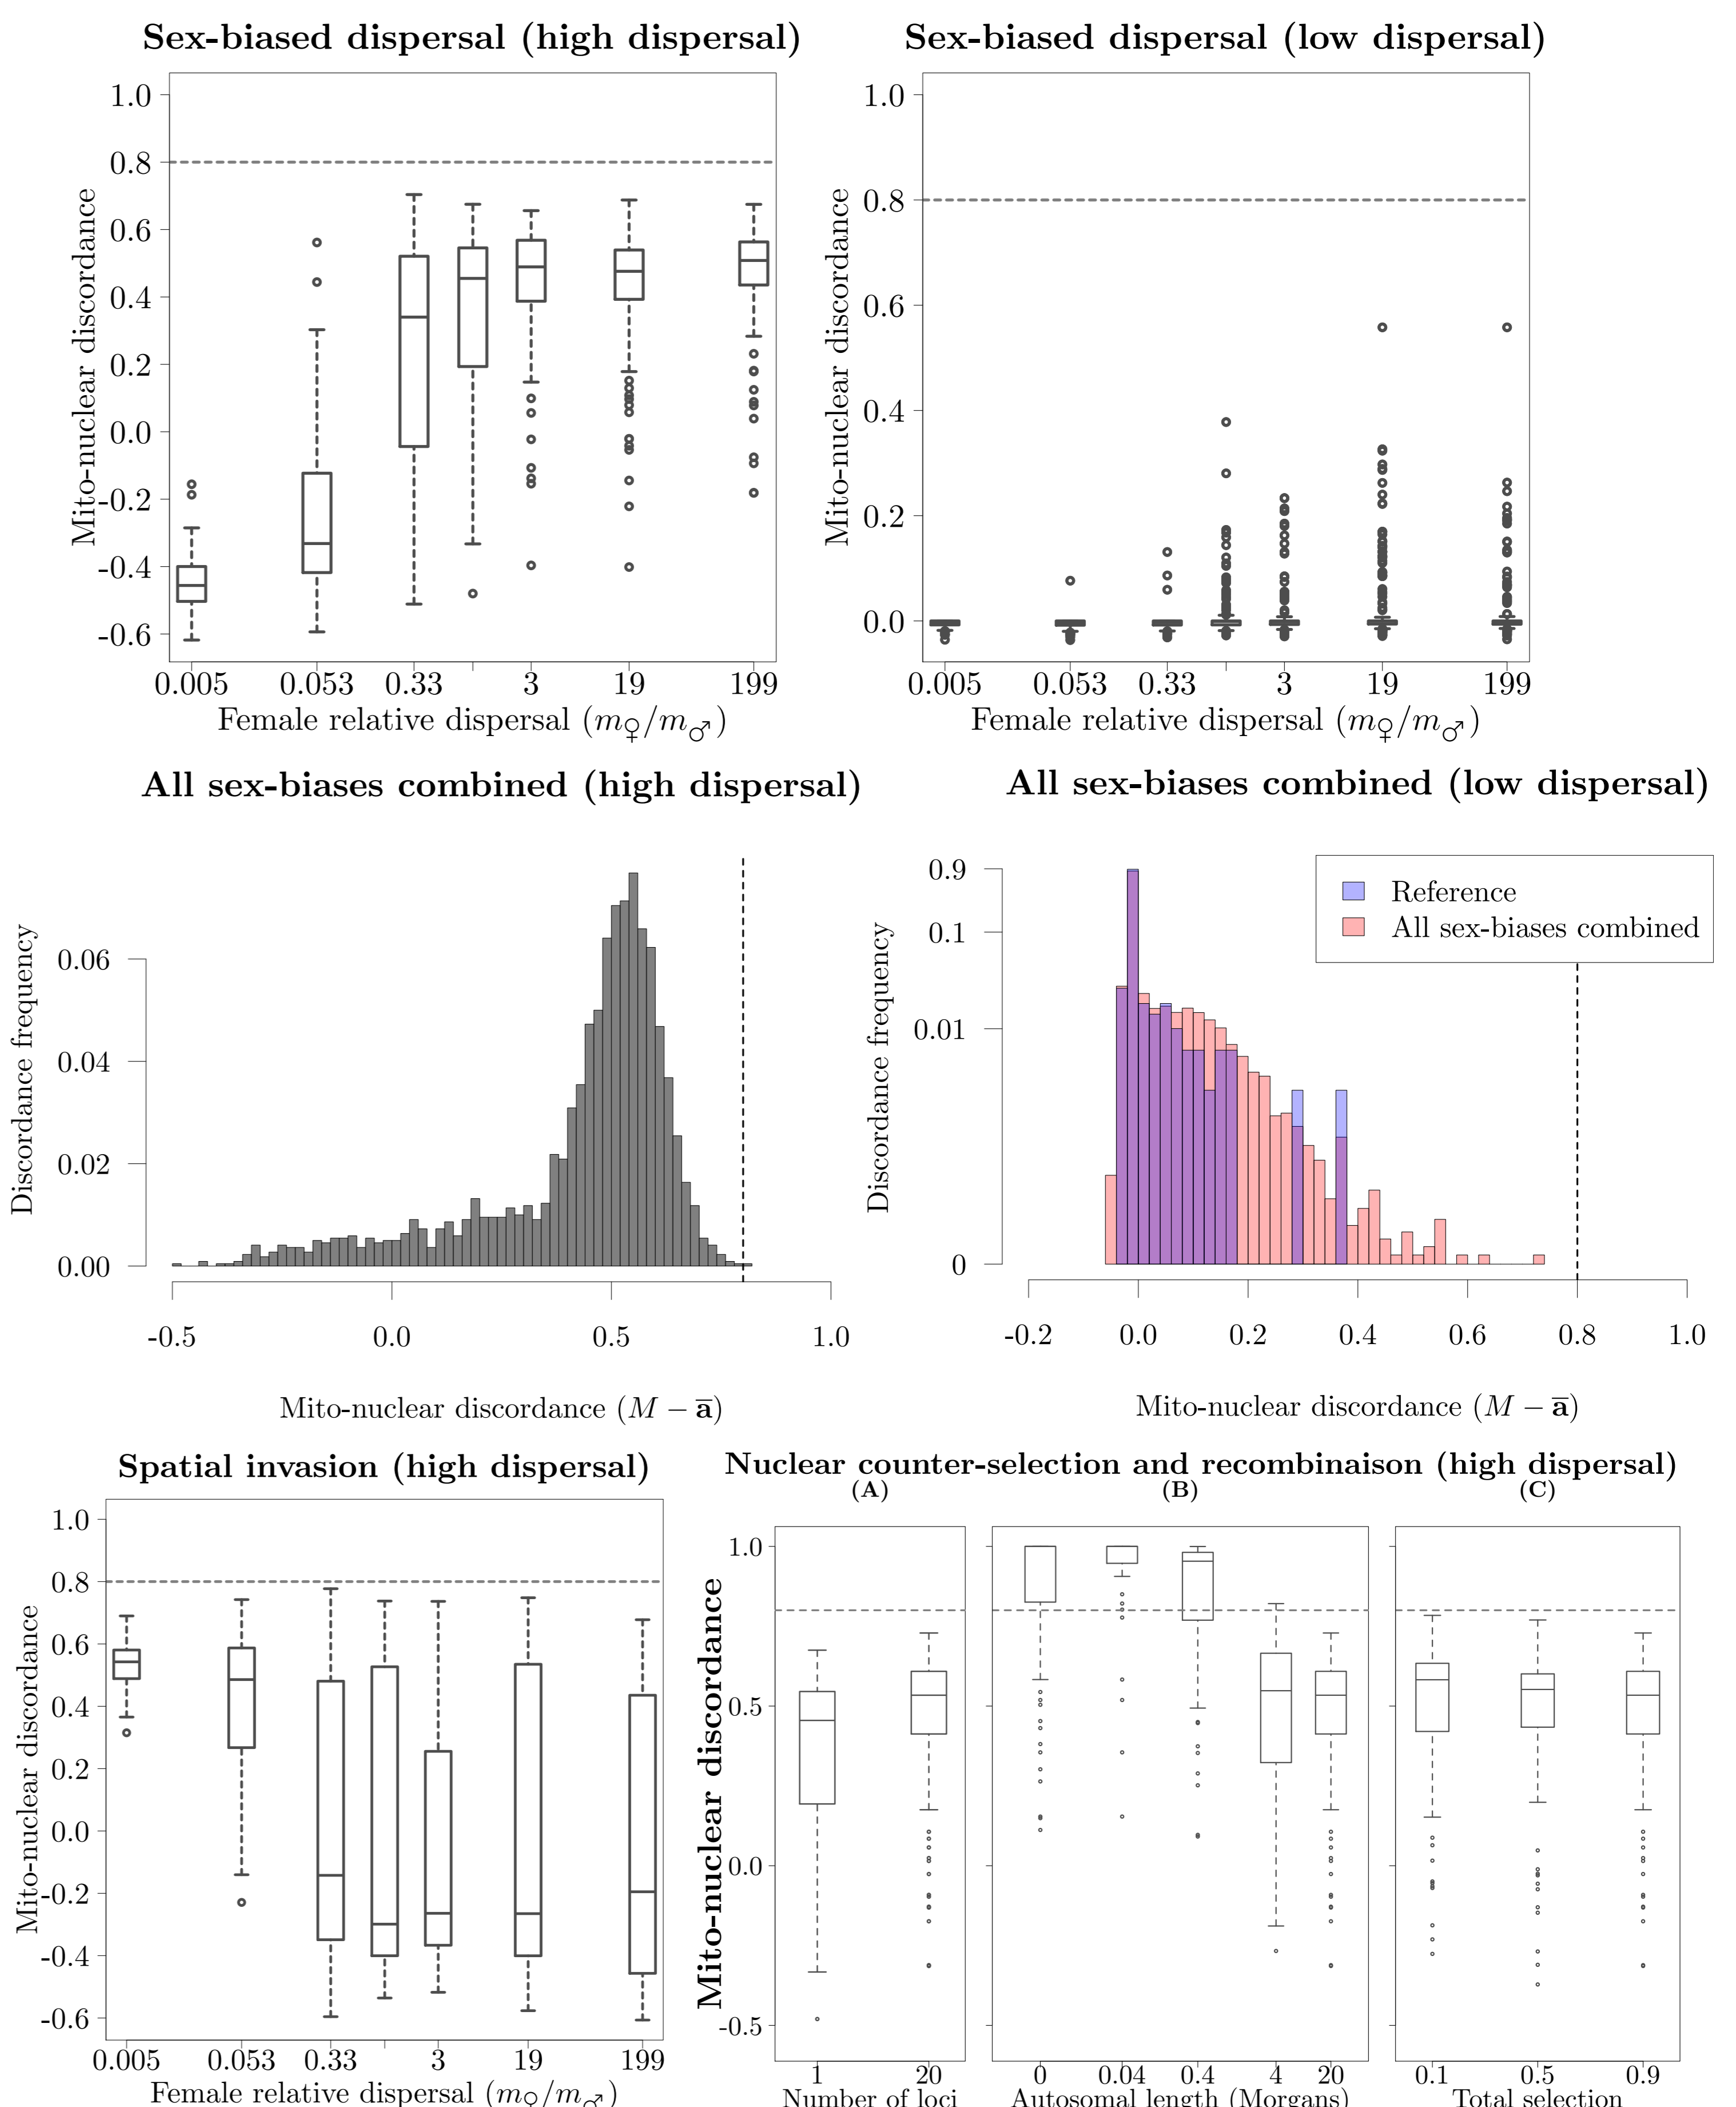 Sex-biased dispersal (high dispersal)
Mito-nuclear discordance
1.0
0.8
0.6
0.4
0.2
0.0
-0.2
-0.4
-0.6
0.005 0.053 0.33 3 19 199
Female relative dispersal (m♀/m♂)
Sex-biased dispersal (low dispersal)
Mito-nuclear discordance
1.0
0.8
0.6
0.4
0.2
0.0
0.005 0.053 0.33 3 19 199
Female relative dispersal (m♀/m♂)
All sex-biases combined (high dispersal)
Discordance frequency
0.06
0.04
0.02
0.00
-0.5 0.0 0.5 1.0
Mito-nuclear discordance (M − a̅)
All sex-biases combined (low dispersal)
Discordance frequency
0.9
0.1
0.01
0
Reference
All sex-biases combined
-0.2 0.0 0.2 0.4 0.6 0.8 1.0
Mito-nuclear discordance (M − a̅)
Spatial invasion (high dispersal)
Mito-nuclear discordance
1.0
0.8
0.6
0.4
0.2
0.0
-0.2
-0.4
-0.6
0.005 0.053 0.33 3 19 199
Female relative dispersal (m♀/m♂)
Nuclear counter-selection and recombinaison (high dispersal)
(A) (B) (C)
Mito-nuclear discordance
1.0
0.5
0.0
-0.5
1 20
Number of loci
0 0.04 0.4 4 20
Autosomal length (Morgans)
0.1 0.5 0.9
Total selection